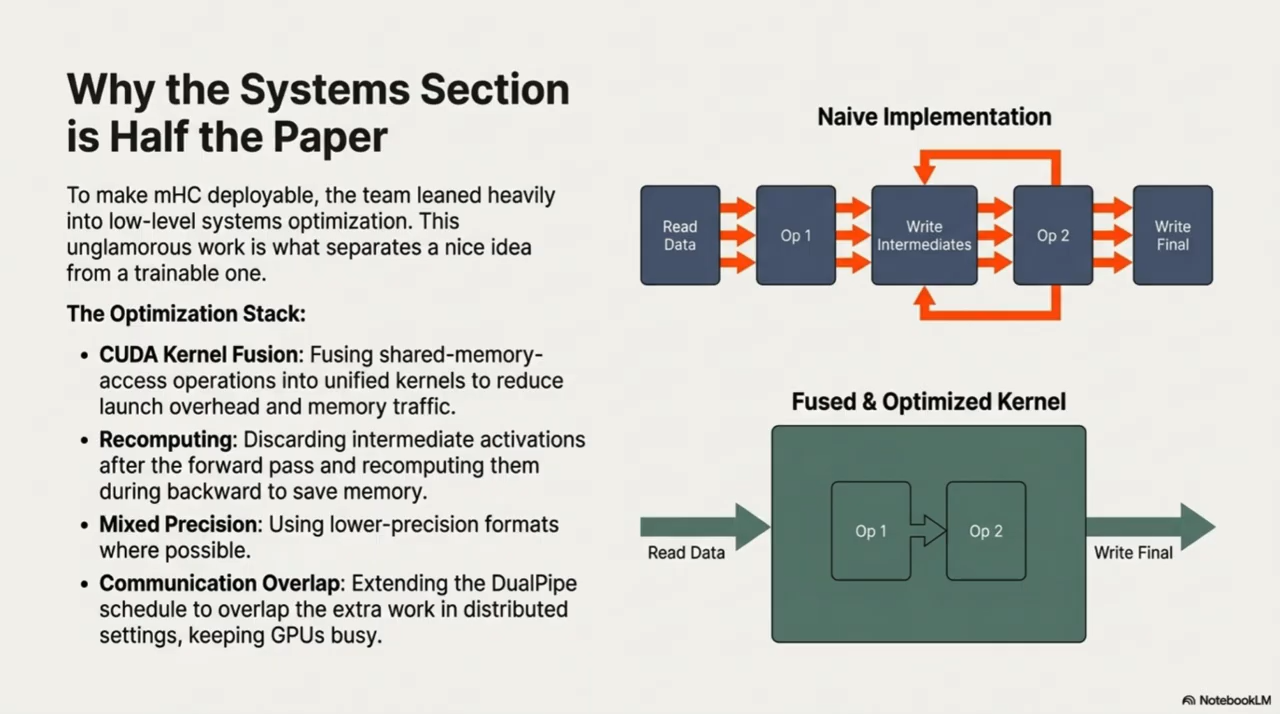 Why the Systems Section
is Half the Paper
To make mHC deployable, the team leaned heavily
into low-level systems optimization. This
unglamorous work is what separates a nice idea
from a trainable one.
The Optimization Stack:
• CUDA Kernel Fusion: Fusing shared-memory-
access operations into unified kernels to reduce
launch overhead and memory traffic.
• Recomputing: Discarding intermediate activations
after the forward pass and recomputing them
during backward to save memory.
• Mixed Precision: Using lower-precision formats
where possible.
• Communication Overlap: Extending the DualPipe
schedule to overlap the extra work in distributed
settings, keeping GPUs busy.
Naive Implementation
Read
Data
Op 1
Write
Intermediates
Op 2
Write
Final
Fused & Optimized Kernel
Read Data
Op 1
Op 2
Write Final
NotebookLM